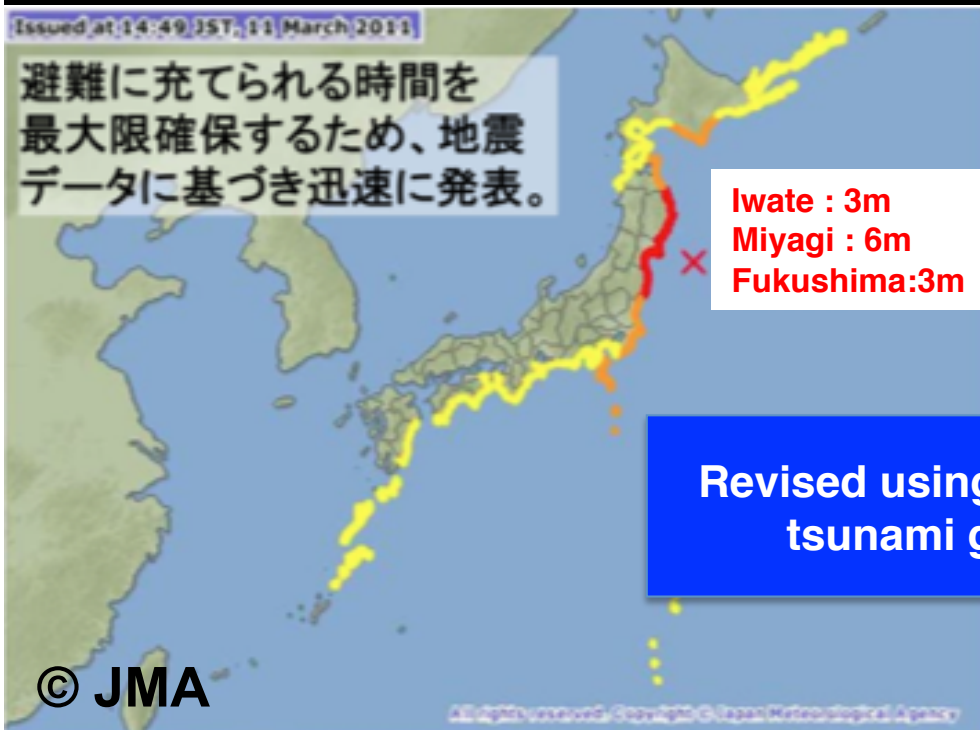 Issued at 14:49 JST, 11 March 2011
避難に充てられる時間を
最大限確保するため、地震
データに基づき迅速に発表。
Iwate : 3m
Miyagi : 6m
Fukushima:3m
Revised using
tsunami g
© JMA
All rights reserved. Copyright © Japan Meteorological Agency